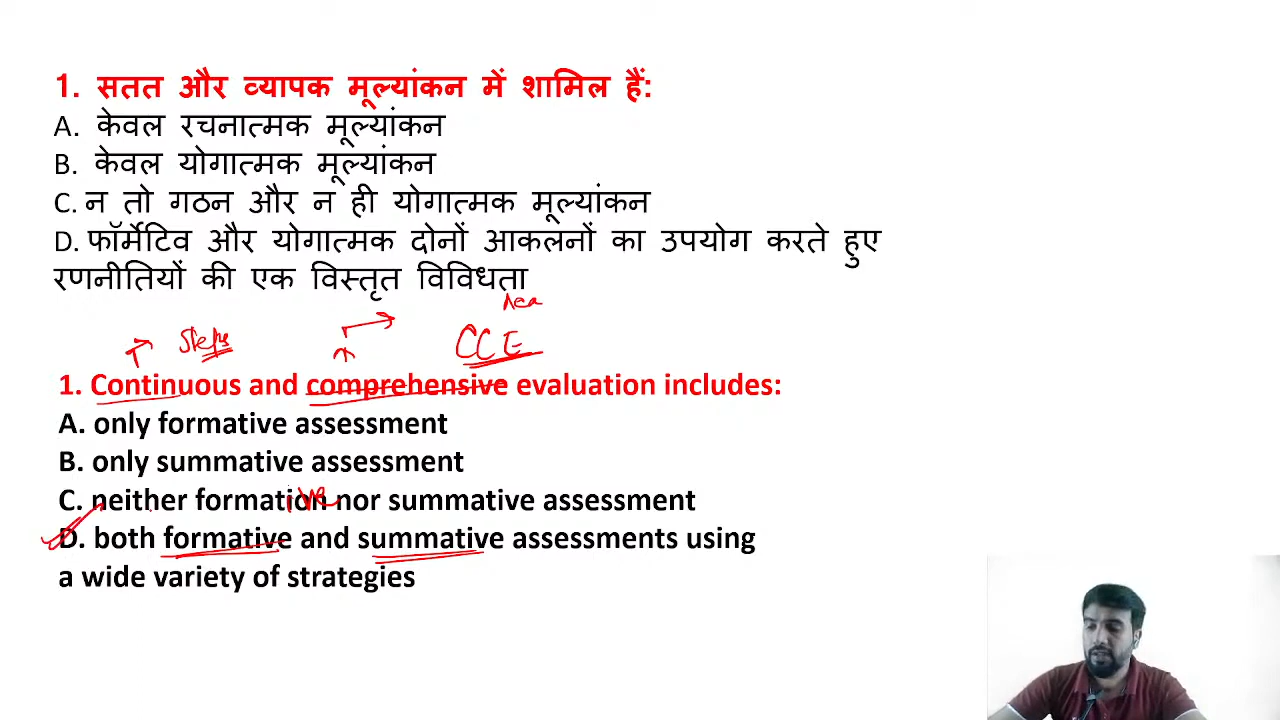 1. सतत और व्यापक मूल्यांकन में शामिल हैं:
A. केवल रचनात्मक मूल्यांकन
B. केवल योगात्मक मूल्यांकन
C. न तो गठन और न ही योगात्मक मूल्यांकन
D. फॉर्मेटिव और योगात्मक दोनों आकलनों का उपयोग करते हुए
रणनीतियों की एक विस्तृत विविधता
Steps CCE
1. Continuous and comprehensive evaluation includes:
A. only formative assessment
B. only summative assessment
ive
C. neither formation nor summative assessment
D. both formative and summative assessments using
a wide variety of strategies